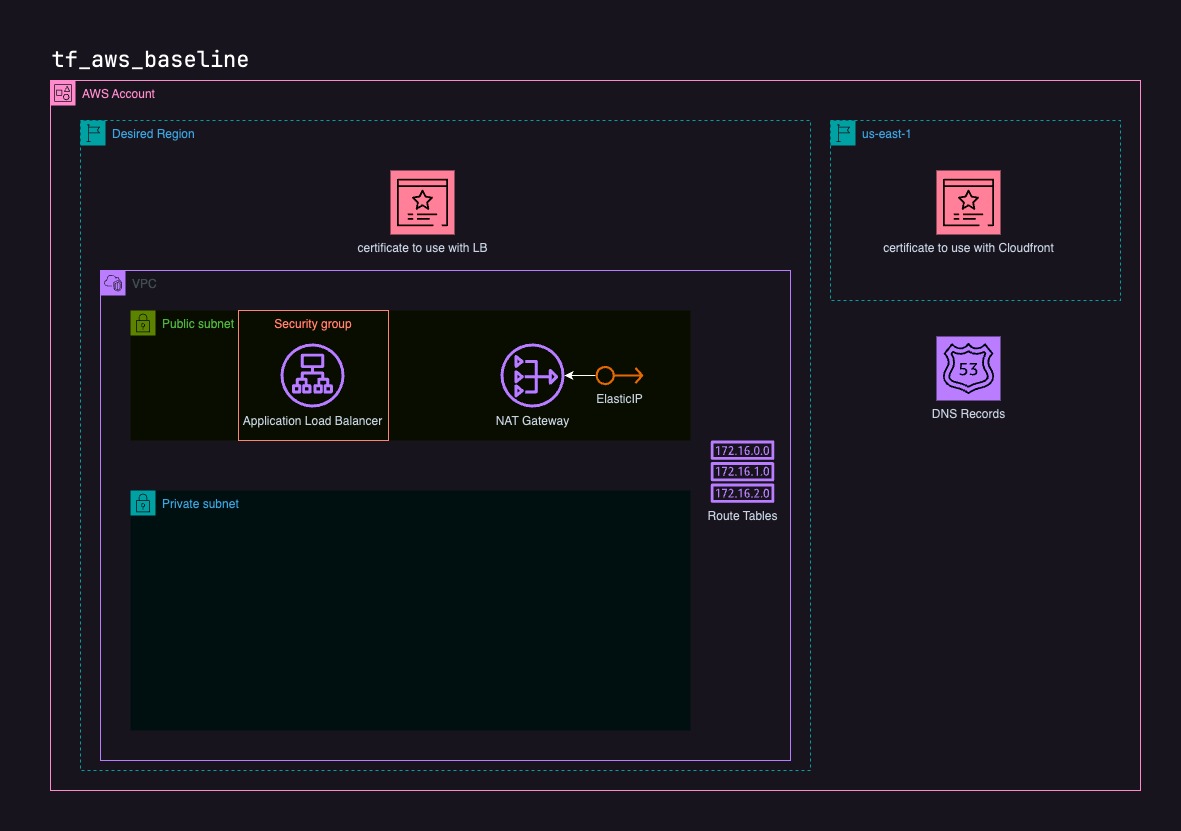 tf_aws_baseline
AWS Account
Desired Region
us-east-1
certificate to use with LB
certificate to use with Cloudfront
VPC
Public subnet
Security group
Application Load Balancer
NAT Gateway
ElasticIP
53
DNS Records
172.16.0.0
172.16.1.0
172.16.2.0
Route Tables
Private subnet